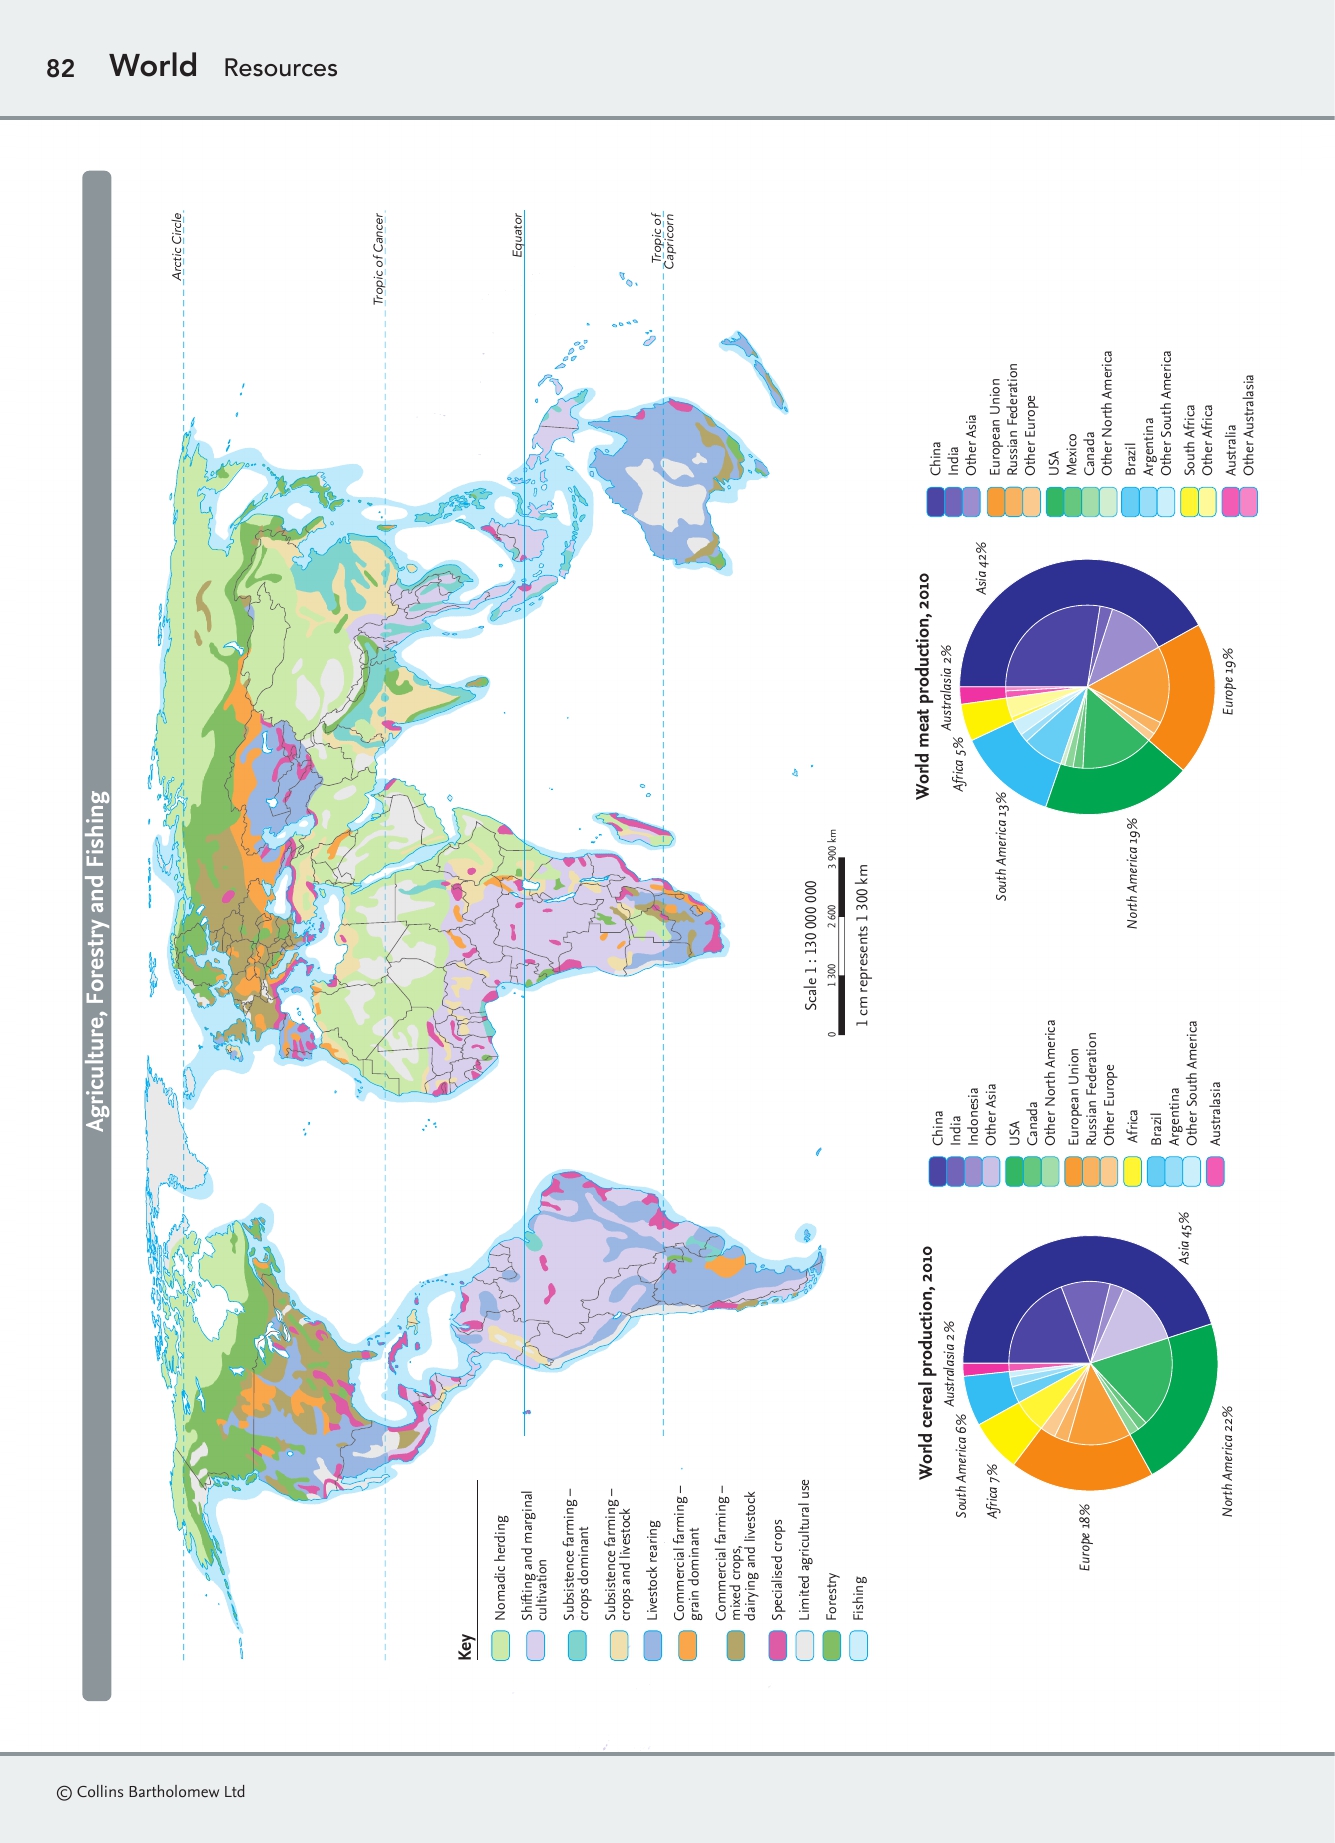 82 World Resources
Agriculture, Forestry and Fishing
Arctic Circle
Tropic of Cancer
Equator
Tropic of
Capricorn
Key
Nomadic herding
Shifting and marginal
cultivation
Subsistence farming –
crops dominant
Subsistence farming –
crops and livestock
Livestock rearing
Commercial farming –
grain dominant
Commercial farming –
mixed crops,
dairying and livestock
Specialised crops
Limited agricultural use
Forestry
Fishing
Scale 1 : 130 000 000
0 1 300 2 600 3 900 km
1 cm represents 1 300 km
World cereal production, 2010
Australasia 2%
South America 6%
Africa 7%
Europe 18%
North America 22%
Asia 45%
China
India
Indonesia
Other Asia
USA
Canada
Other North America
European Union
Russian Federation
Other Europe
Africa
Brazil
Argentina
Other South America
Australasia
World meat production, 2010
Australasia 2%
Africa 5%
South America 13%
North America 19%
Europe 19%
Asia 42%
China
India
Other Asia
European Union
Russian Federation
Other Europe
USA
Mexico
Canada
Other North America
Brazil
Argentina
Other South America
South Africa
Other Africa
Australia
Other Australasia
© Collins Bartholomew Ltd